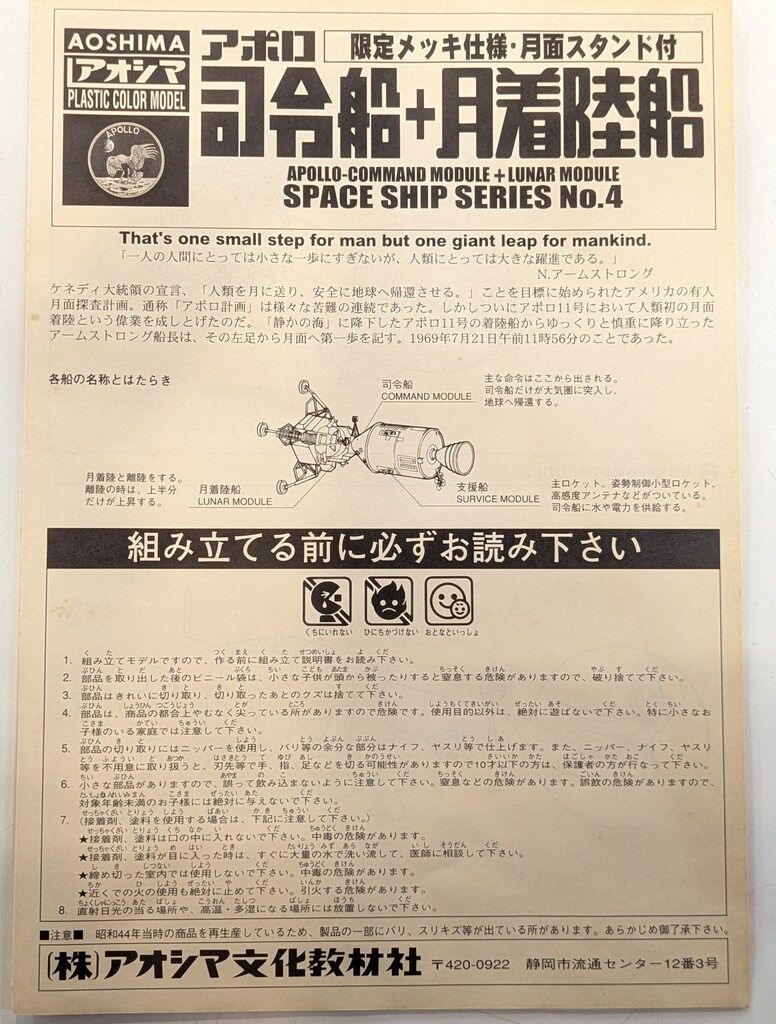 AOSHIMA
アオシマ
PLASTIC COLOR MODEL
APOLLO
アポロ 限定メッキ仕様・月面スタンド付
司令船+月着陸船
APOLLO-COMMAND MODULE + LUNAR MODULE
SPACE SHIP SERIES No.4
That's one small step for man but one giant leap for mankind.
「一人の人間にとっては小さな一歩にすぎないが、人類にとっては大きな躍進である。」
N.アームストロング
ケネディ大統領の宣言、「人類を月に送り、安全に地球へ帰還させる。」ことを目標に始められたアメリカの有人
月面探査計画。通称「アポロ計画」は様々な苦難の連続であった。しかしついにアポロ11号において人類初の月面
着陸という偉業を成しとげたのだ。「静かの海」に降下したアポロ11号の着陸船からゆっくりと慎重に降り立った
アームストロング船長は、その左足から月面へ第一歩を記す。1969年7月21日午前11時56分のことであった。
各船の名称とはたらき
司令船
COMMAND MODULE
主な命令はここから出される。
司令船だけが大気圏に突入し、
地球へ帰還する。
月着陸と離陸をする。
離陸の時は、上半分
だけが上昇する。
月着陸船
LUNAR MODULE
支援船
SURVICE MODULE
主ロケット、姿勢制御小型ロケット、
高感度アンテナなどがついている。
司令船に水や電力を供給する。
組み立てる前に必ずお読み下さい
くちにいれない ひにちかづけない おとなといっしょ
1. 組み立てモデルですので、作る前に組み立て説明書をお読み下さい。
2. 部品を取り出した後のビニール袋は、小さな子供が頭から被ったりすると窒息する危険がありますので、破り捨てて下さい。
3. 部品はきれいに切り取り、切り取ったあとのクズは捨てて下さい。
4. 部品は、商品の都合上やむなく尖っている所がありますので危険です。使用目的以外は、絶対に遊ばないで下さい。特に小さなお
子様のいる家庭では注意して下さい。
5. 部品の切り取りにはニッパーを使用し、バリ等の余分な部分はナイフ、ヤスリ等で仕上げます。また、ニッパー、ナイフ、ヤスリ
等を不用意に取り扱うと、刃先等で手、指、足などを切る可能性がありますので10才以下の方は、保護者の方が行なって下さい。
6. 小さな部品がありますので、誤って飲み込まないように注意して下さい。窒息などの危険があります。誤飲の危険がありますので、
対象年齢未満のお子様には絶対に与えないで下さい。
7. (接着剤、塗料を使用する場合は、下記に注意して下さい。)
★接着剤、塗料は口の中に入れないで下さい。中毒の危険があります。
★接着剤、塗料が目に入った時は、すぐに大量の水で洗い流して、医師に相談して下さい。
★締め切った室内では使用しないで下さい。中毒の危険があります。
★近くでの火の使用も絶対に止めて下さい。引火する危険があります。
8. 直射日光の当る場所や、高温・多湿になる場所には放置しないで下さい。
■注意■ 昭和44年当時の商品を再生産しているため、製品の一部にバリ、スリキズ等が出ている所があります。あらかじめ御了承下さい。
(株)アオシマ文化教材社 〒420-0922 静岡市流通センター12番3号